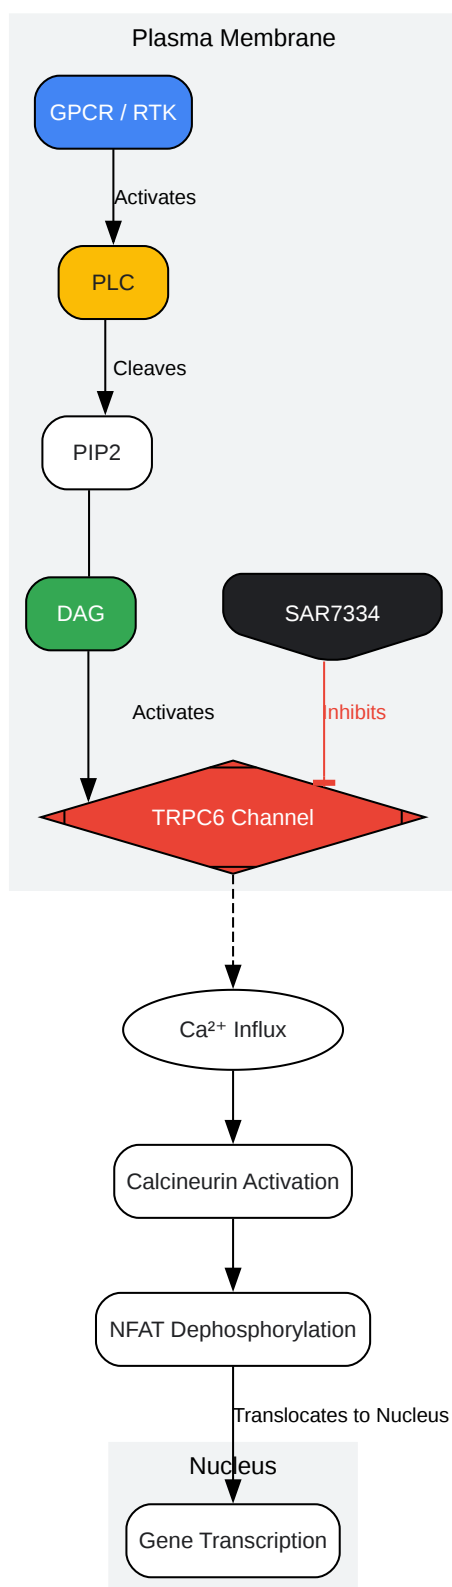 Plasma Membrane
GPCR / RTK
Activates
PLC
Cleaves
PIP2
DAG
SAR7334
Activates
Inhibits
TRPC6 Channel
Ca²⁺ Influx
Calcineurin Activation
NFAT Dephosphorylation
Translocates to Nucleus
Nucleus
Gene Transcription